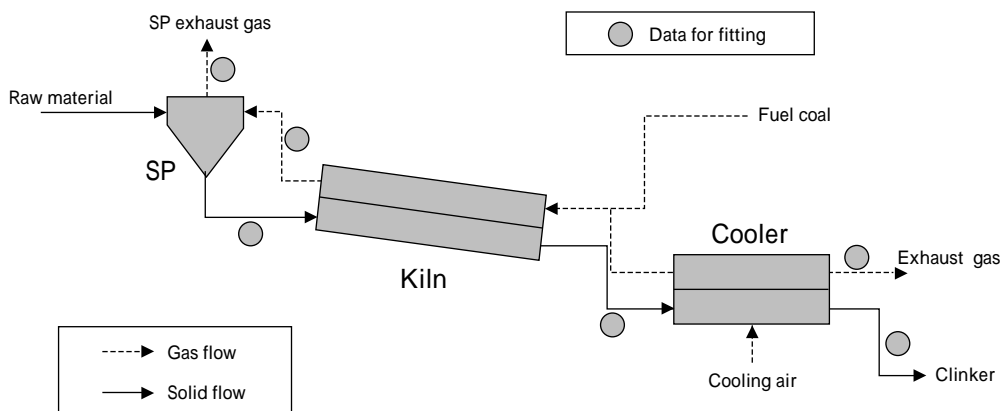 SP exhaust gas
Data for fitting
Raw material
Fuel coal
SP
Cooler
Exhaust gas
Kiln
Gas flow
Solid flow
Cooling air
Clinker